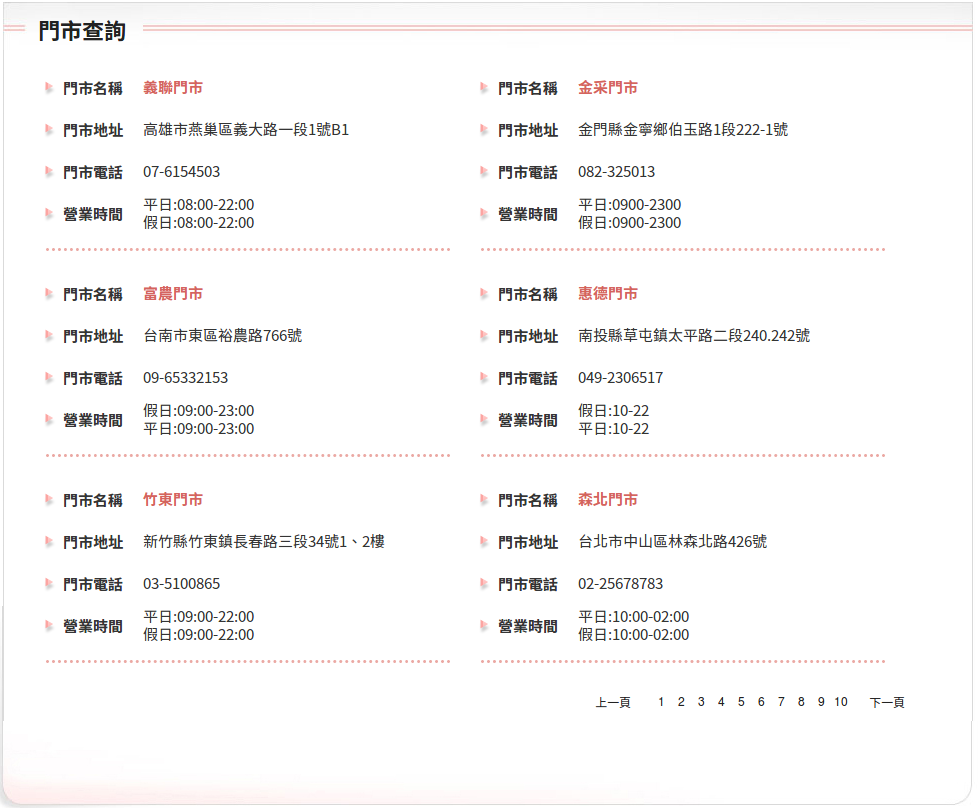 門市查詢
門市名稱 義聯門市
門市地址 高雄市燕巢區義大路一段1號B1
門市電話 07-6154503
營業時間 平日:08:00-22:00
假日:08:00-22:00
門市名稱 金采門市
門市地址 金門縣金寧鄉伯玉路1段222-1號
門市電話 082-325013
營業時間 平日:0900-2300
假日:0900-2300
門市名稱 富農門市
門市地址 台南市東區裕農路766號
門市電話 09-65332153
營業時間 假日:09:00-23:00
平日:09:00-23:00
門市名稱 惠德門市
門市地址 南投縣草屯鎮太平路二段240.242號
門市電話 049-2306517
營業時間 假日:10-22
平日:10-22
門市名稱 竹東門市
門市地址 新竹縣竹東鎮長春路三段34號1、2樓
門市電話 03-5100865
營業時間 平日:09:00-22:00
假日:09:00-22:00
門市名稱 森北門市
門市地址 台北市中山區林森北路426號
門市電話 02-25678783
營業時間 平日:10:00-02:00
假日:10:00-02:00
上一頁 1 2 3 4 5 6 7 8 9 10 下一頁